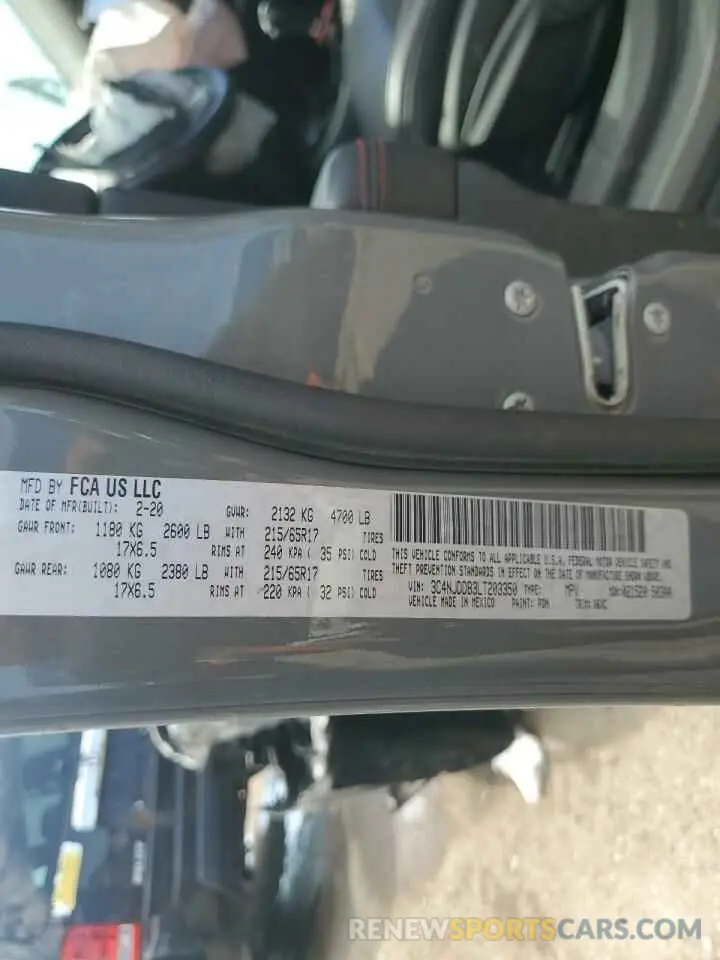 MFD BY FCA US LLC
DATE OF MFR(BUILT): 2-20 GVWR: 2132 KG 4700 LB
GAWR FRONT: 1180 KG 2600 LB WITH 215/65R17 TIRES
17X6.5 RIMS AT 240 KPA ( 35 PSI) COLD
GAWR REAR: 1080 KG 2380 LB WITH 215/65R17 TIRES
17X6.5 RIMS AT 220 KPA ( 32 PSI) COLD
THIS VEHICLE CONFORMS TO ALL APPLICABLE U.S.A. FEDERAL MOTOR VEHICLE SAFETY AND
THEFT PREVENTION STANDARDS IN EFFECT ON THE DATE OF MANUFACTURE SHOWN ABOVE.
VIN: 3C4NJDDB3LT203350 TYPE: MPV
VEHICLE MADE IN MEXICO PAINT: PDN TRIM:
RENEWSPORTSCARS.COM